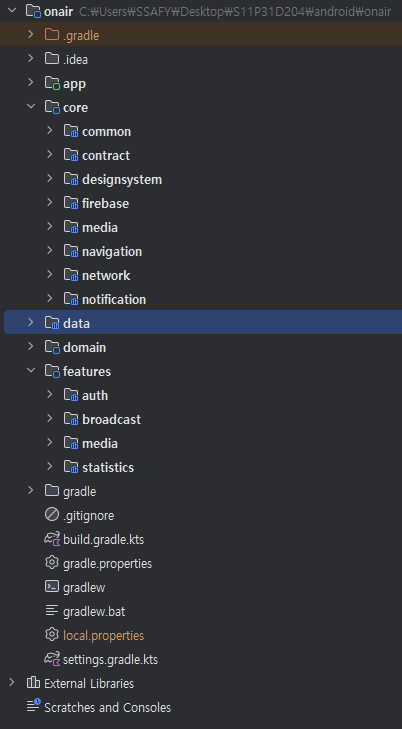 onair C:₩Users₩SSAFY₩Desktop₩S11P31D204₩android₩onair
.gradle
.idea
app
core
common
contract
designsystem
firebase
media
navigation
network
notification
data
domain
features
auth
broadcast
media
statistics
gradle
.gitignore
build.gradle.kts
gradle.properties
gradlew
gradlew.bat
local.properties
settings.gradle.kts
External Libraries
Scratches and Consoles